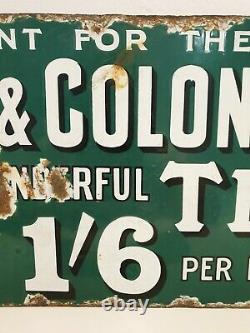 NT FOR THE
& COLON
NDERFUL T
1/6 PER